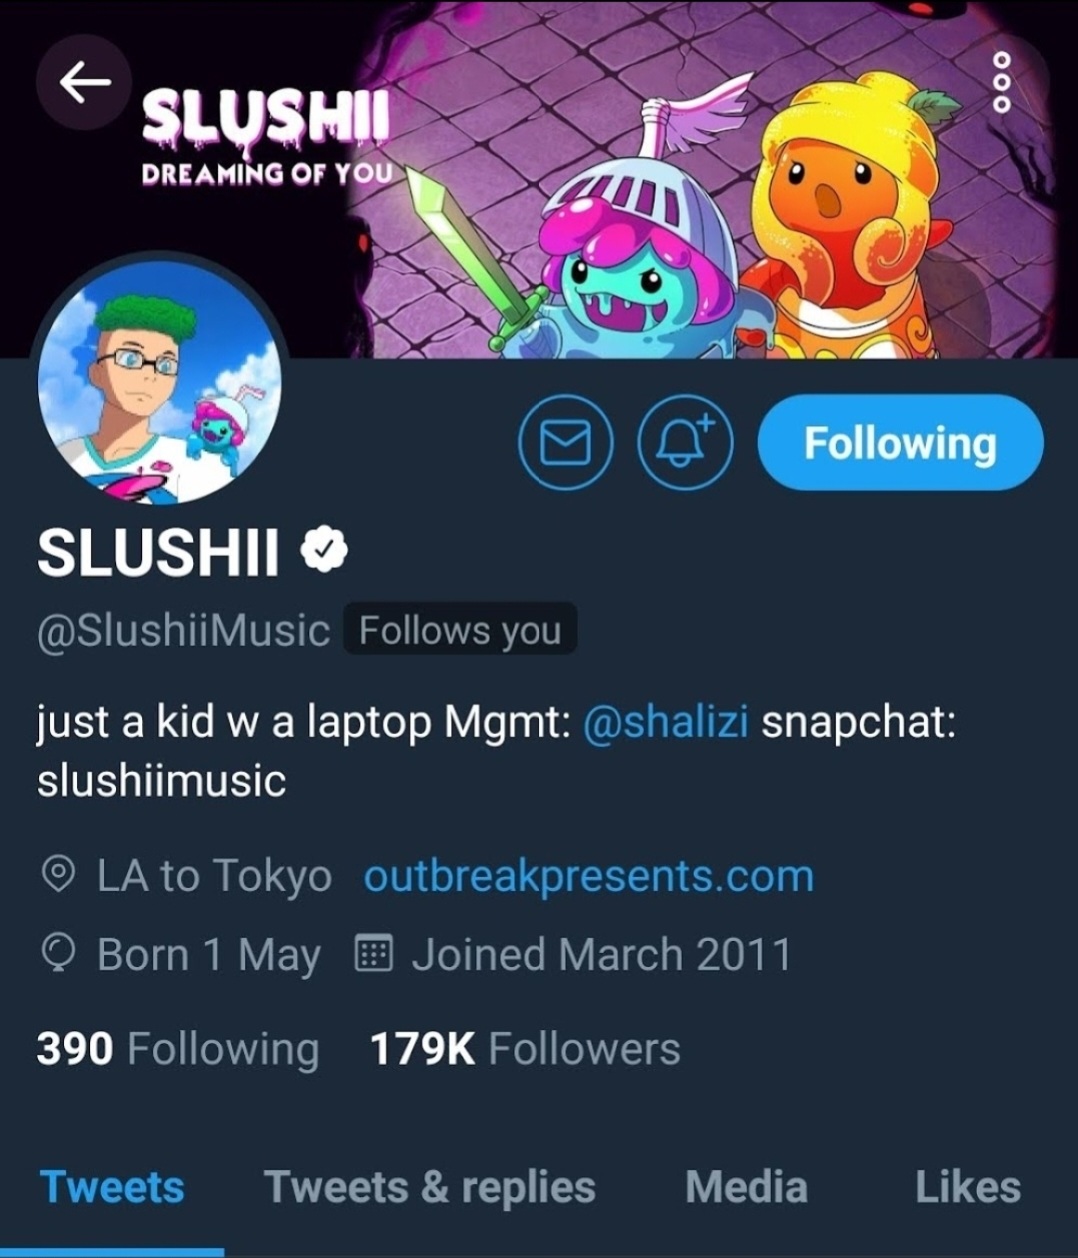 SLUSHII
DREAMING OF YOU
Following
SLUSHII
@SlushiiMusic Follows you
just a kid w a laptop Mgmt: @shalizi snapchat:
slushiimusic
LA to Tokyo outbreakpresents.com
Born 1 May Joined March 2011
390 Following 179K Followers
Tweets Tweets & replies Media Likes